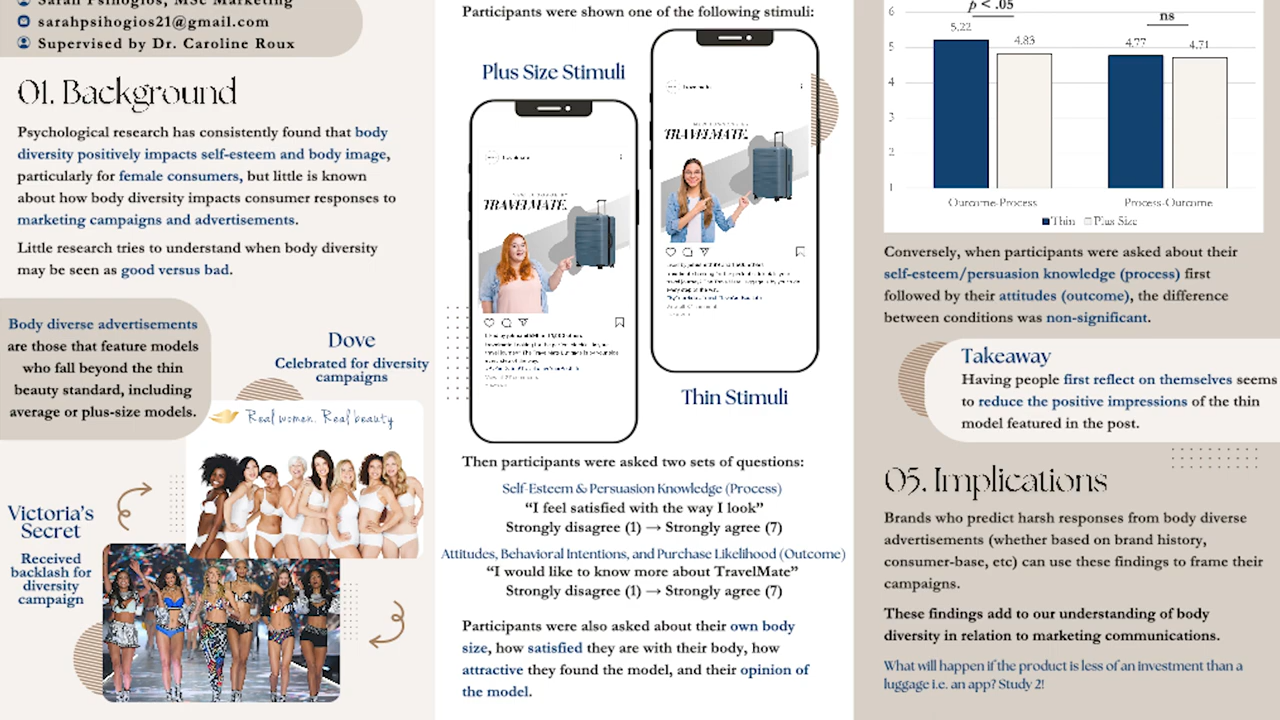 Sarah Psihogios, MSc Marketing
sarahpsihogios21@gmail.com
Supervised by Dr. Caroline Roux
01. Background
Psychological research has consistently found that body
diversity positively impacts self-esteem and body image,
particularly for female consumers, but little is known
about how body diversity impacts consumer responses to
marketing campaigns and advertisements.
Little research tries to understand when body diversity
may be seen as good versus bad.
Body diverse advertisements
are those that feature models
who fall beyond the thin
beauty standard, including
average or plus-size models.
Dove
Celebrated for diversity
campaigns
Real women. Real beauty
Victoria's
Secret
Received
backlash for
diversity
campaign
Participants were shown one of the following stimuli:
Plus Size Stimuli
Travelmate
TRAVELMATE.
Travelmate
TRAVELMATE.
Thin Stimuli
Then participants were asked two sets of questions:
Self-Esteem & Persuasion Knowledge (Process)
“I feel satisfied with the way I look”
Strongly disagree (1) → Strongly agree (7)
Attitudes, Behavioral Intentions, and Purchase Likelihood (Outcome)
“I would like to know more about TravelMate”
Strongly disagree (1) → Strongly agree (7)
Participants were also asked about their own body
size, how satisfied they are with their body, how
attractive they found the model, and their opinion of
the model.
6
5
4
3
2
1
p < .05
ns
5.22
4.83
4.77
4.71
Outcome-Process
Process-Outcome
Thin
Plus Size
Conversely, when participants were asked about their
self-esteem/persuasion knowledge (process) first
followed by their attitudes (outcome), the difference
between conditions was non-significant.
Takeaway
Having people first reflect on themselves seems
to reduce the positive impressions of the thin
model featured in the post.
05. Implications
Brands who predict harsh responses from body diverse
advertisements (whether based on brand history,
consumer-base, etc) can use these findings to frame their
campaigns.
These findings add to our understanding of body
diversity in relation to marketing communications.
What will happen if the product is less of an investment than a
luggage i.e. an app? Study 2!